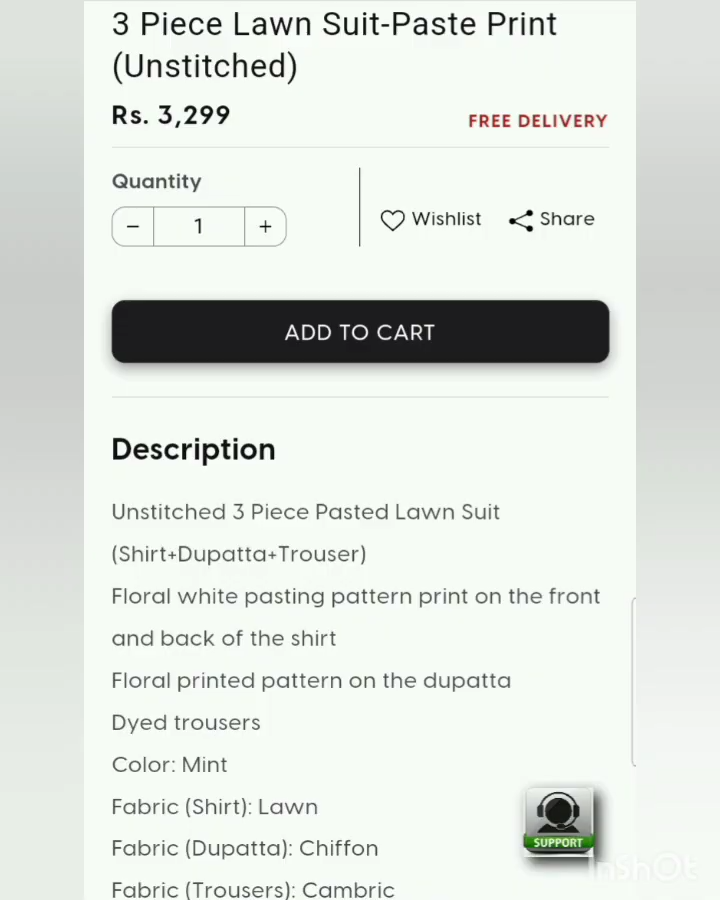 3 Piece Lawn Suit-Paste Print
(Unstitched)
Rs. 3,299
FREE DELIVERY
Quantity
− 1 +
Wishlist
Share
ADD TO CART
Description
Unstitched 3 Piece Pasted Lawn Suit
(Shirt+Dupatta+Trouser)
Floral white pasting pattern print on the front
and back of the shirt
Floral printed pattern on the dupatta
Dyed trousers
Color: Mint
Fabric (Shirt): Lawn
SUPPORT
Fabric (Dupatta): Chiffon
InShOt
Fabric (Trousers): Cambric